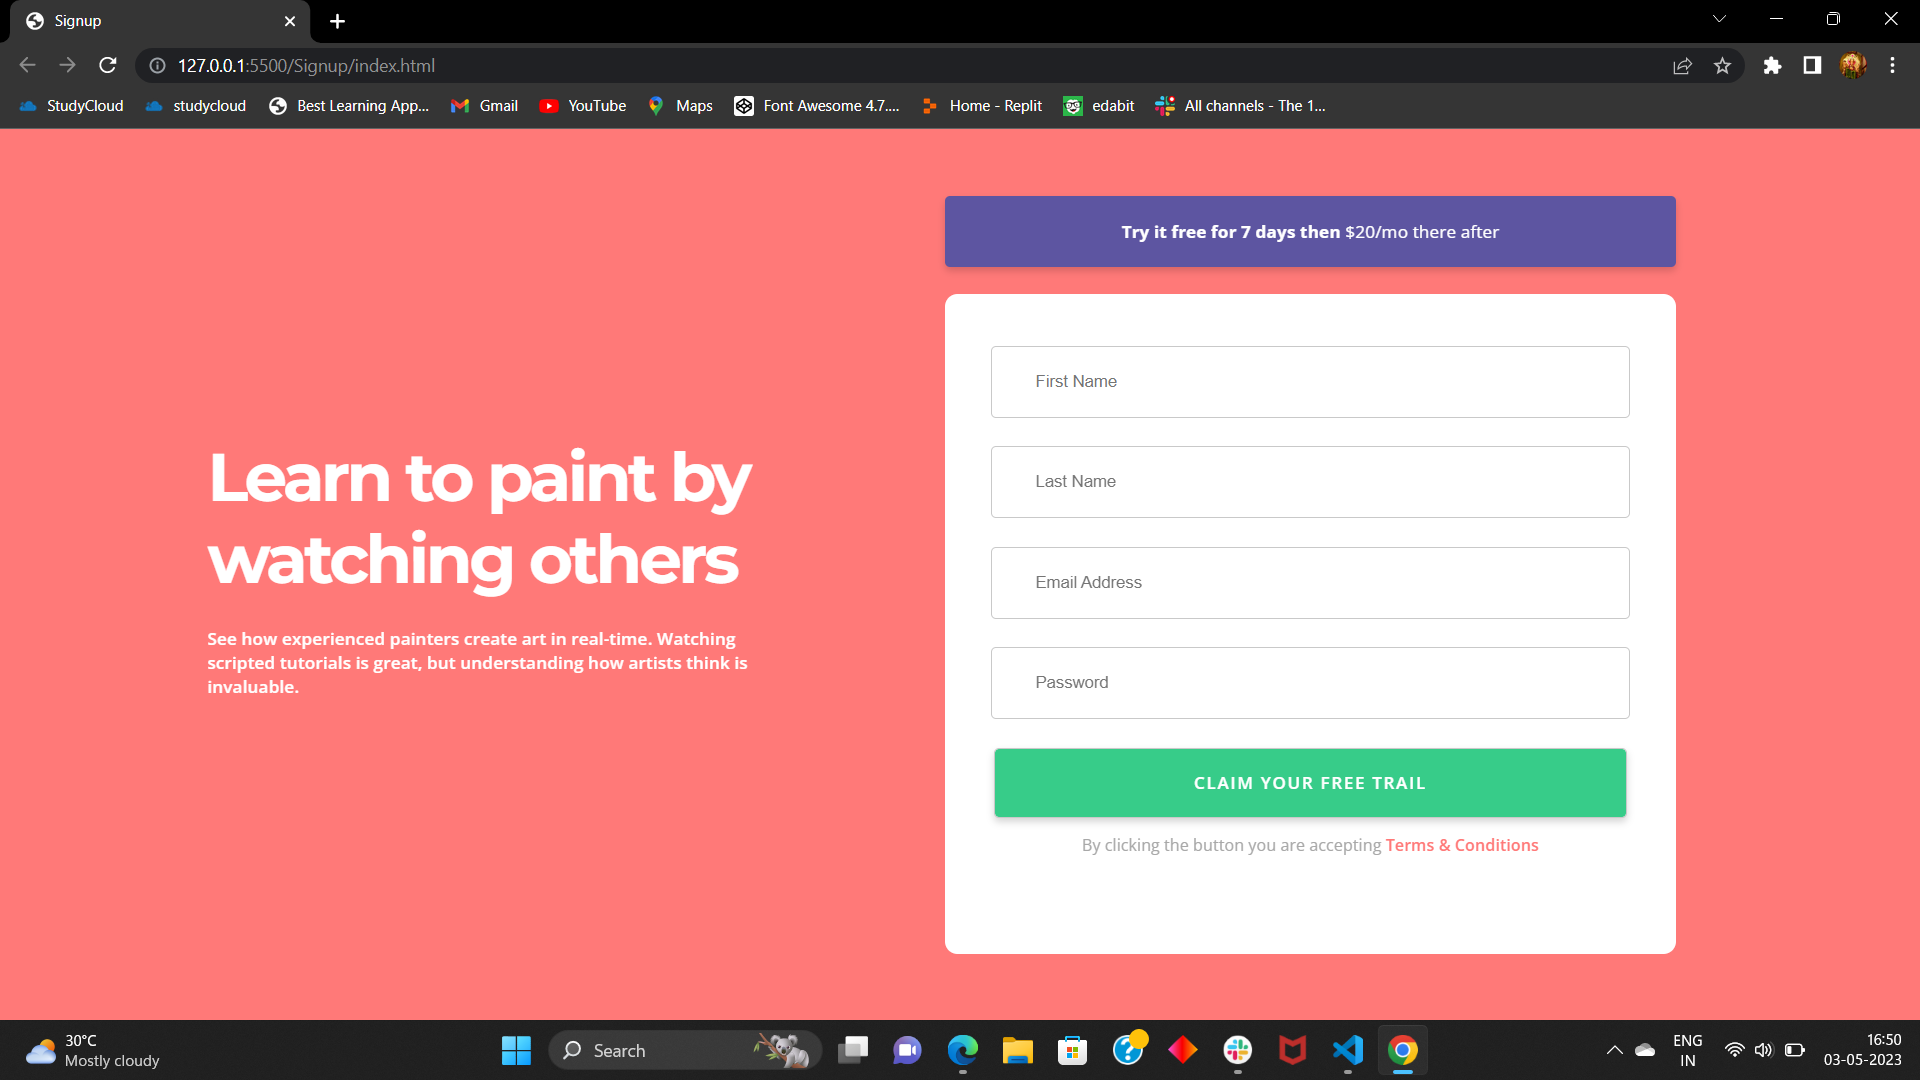 Signup
127.0.0.1:5500/Signup/index.html
StudyCloud studycloud Best Learning App... Gmail YouTube Maps Font Awesome 4.7.... Home - Replit edabit All channels - The 1...
Try it free for 7 days then $20/mo there after
First Name
Last Name
Email Address
Password
CLAIM YOUR FREE TRAIL
By clicking the button you are accepting Terms & Conditions
Learn to paint by
watching others
See how experienced painters create art in real-time. Watching
scripted tutorials is great, but understanding how artists think is
invaluable.
30°C
Mostly cloudy
Search
ENG
IN
16:50
03-05-2023